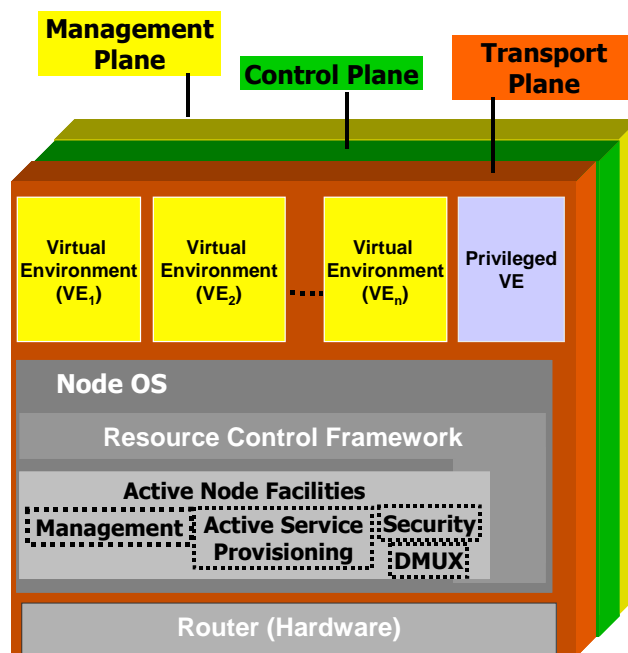 Management
Plane
Control Plane
Transport
Plane
Virtual
Environment
(VE1)
Virtual
Environment
(VE2)
......
Virtual
Environment
(VEn)
Privileged
VE
Node OS
Resource Control Framework
Active Node Facilities
Management
Active Service
Provisioning
Security
DMUX
Router (Hardware)